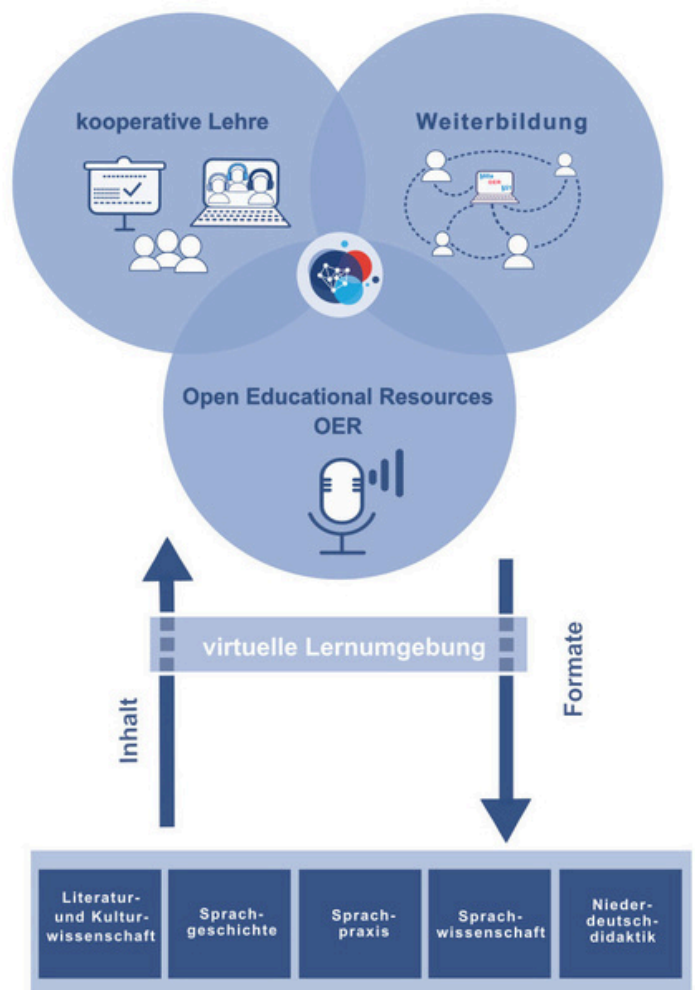 kooperative Lehre
Weiterbildung
Open Educational Resources
OER
virtuelle Lernumgebung
Inhalt
Formate
Literatur-
und Kultur-
wissenschaft
Sprach-
geschichte
Sprach-
praxis
Sprach-
wissenschaft
Nieder-
deutsch-
didaktik